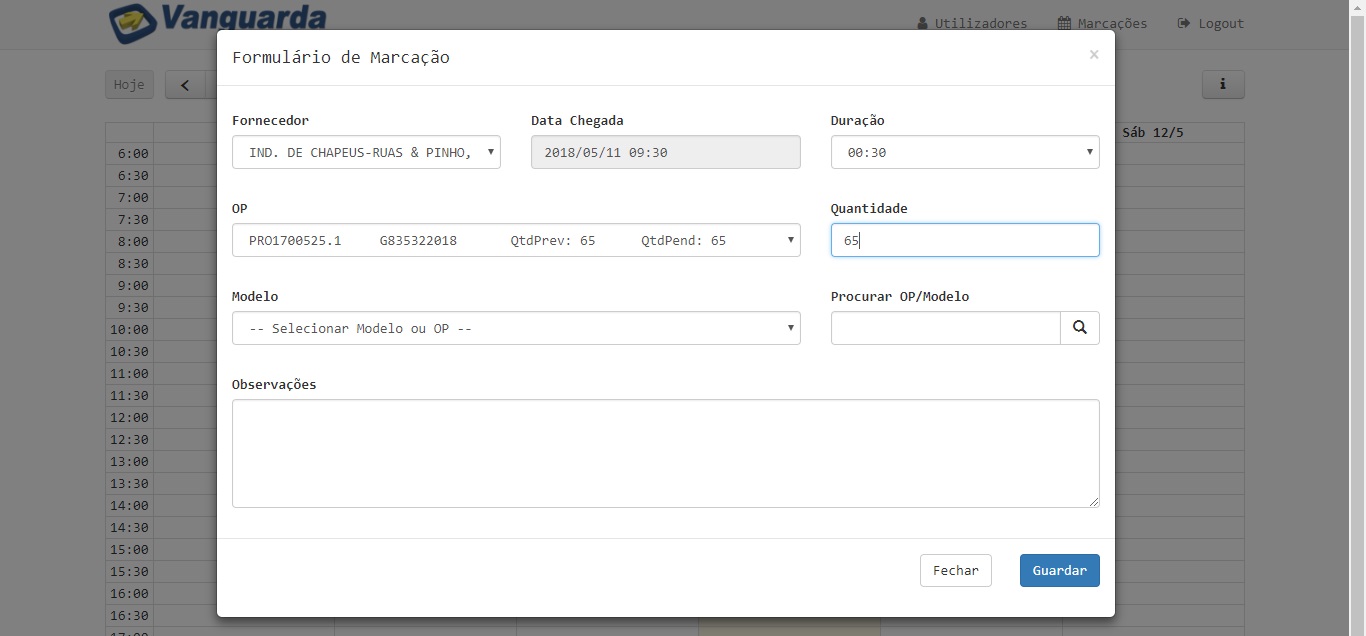 Vanguarda
Utilizadores Marcações Logout
Formulário de Marcação ×
Hoje < i
Fornecedor Data Chegada Duração
IND. DE CHAPEUS-RUAS & PINHO, 2018/05/11 09:30 00:30
Sáb 12/5
6:00
6:30
7:00
7:30
8:00
8:30
9:00
9:30
10:00
10:30
11:00
11:30
12:00
12:30
13:00
13:30
14:00
14:30
15:00
15:30
16:00
16:30
17:00
OP Quantidade
PRO1700525.1 G835322018 QtdPrev: 65 QtdPend: 65 65
Modelo Procurar OP/Modelo
-- Selecionar Modelo ou OP --
Observações
Fechar Guardar